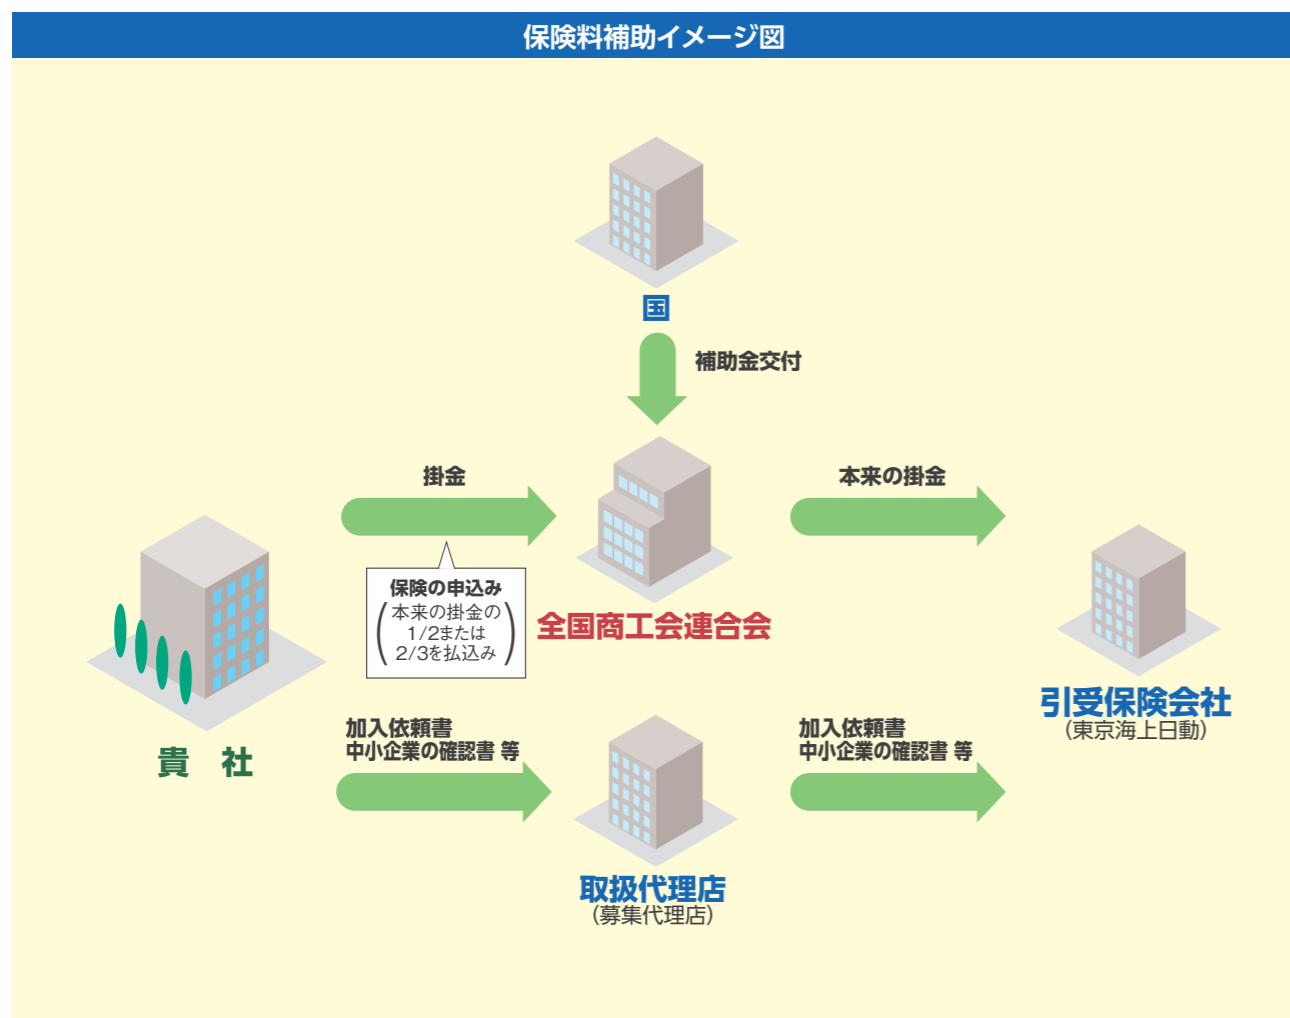 保険料補助イメージ図
国
補助金交付
掛金
本来の掛金
保険の申込み
(本来の掛金の
1/2または
2/3を払込み)
全国商工会連合会
引受保険会社
(東京海上日動)
貴 社
加入依頼書
中小企業の確認書 等
加入依頼書
中小企業の確認書 等
取扱代理店
(募集代理店)